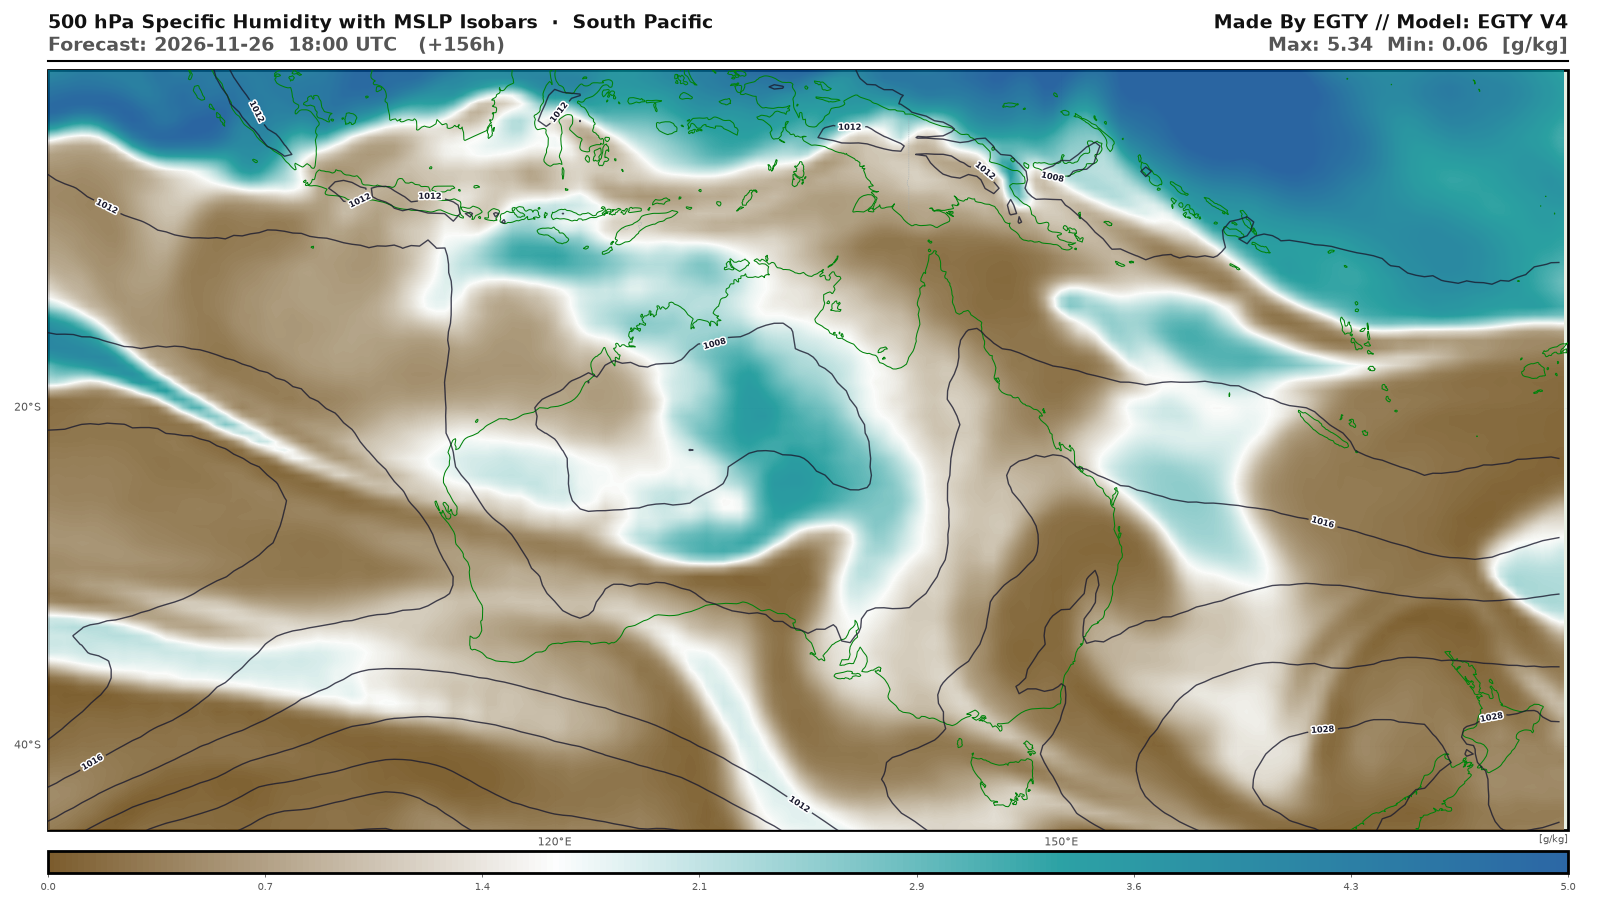 500 hPa Specific Humidity with MSLP Isobars · South Pacific
Made By EGTY // Model: EGTY V4
Forecast: 2026-11-26 18:00 UTC (+156h)
Max: 5.34 Min: 0.06 [g/kg]
1012
1012
1012
1012
1008
1012
1012
1012
1008
20°S
1016
1028
1028
40°S
1016
1012
120°E
150°E
[g/kg]
0.0
0.7
1.4
2.1
2.9
3.6
4.3
5.0